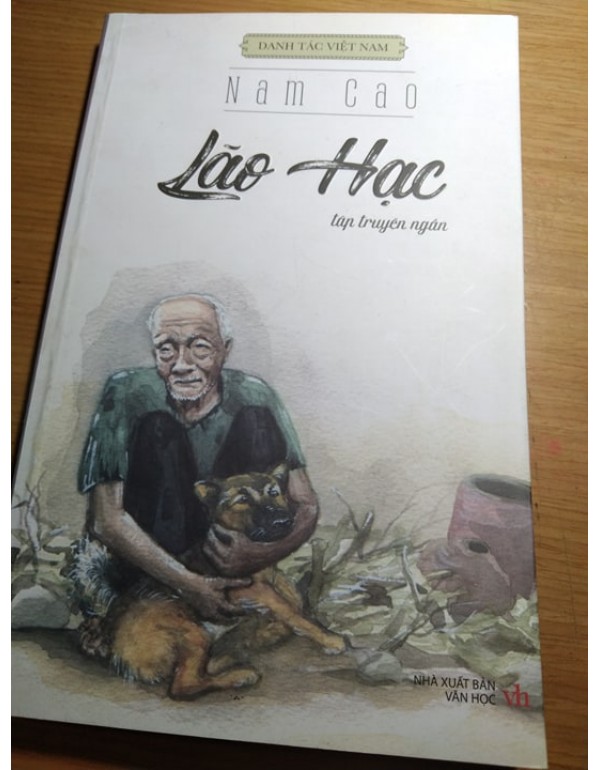 DANH TÁC VIỆT NAM
Nam Cao
Lão Hạc
tập truyện ngắn
NHÀ XUẤT BẢN
VĂN HỌC vh